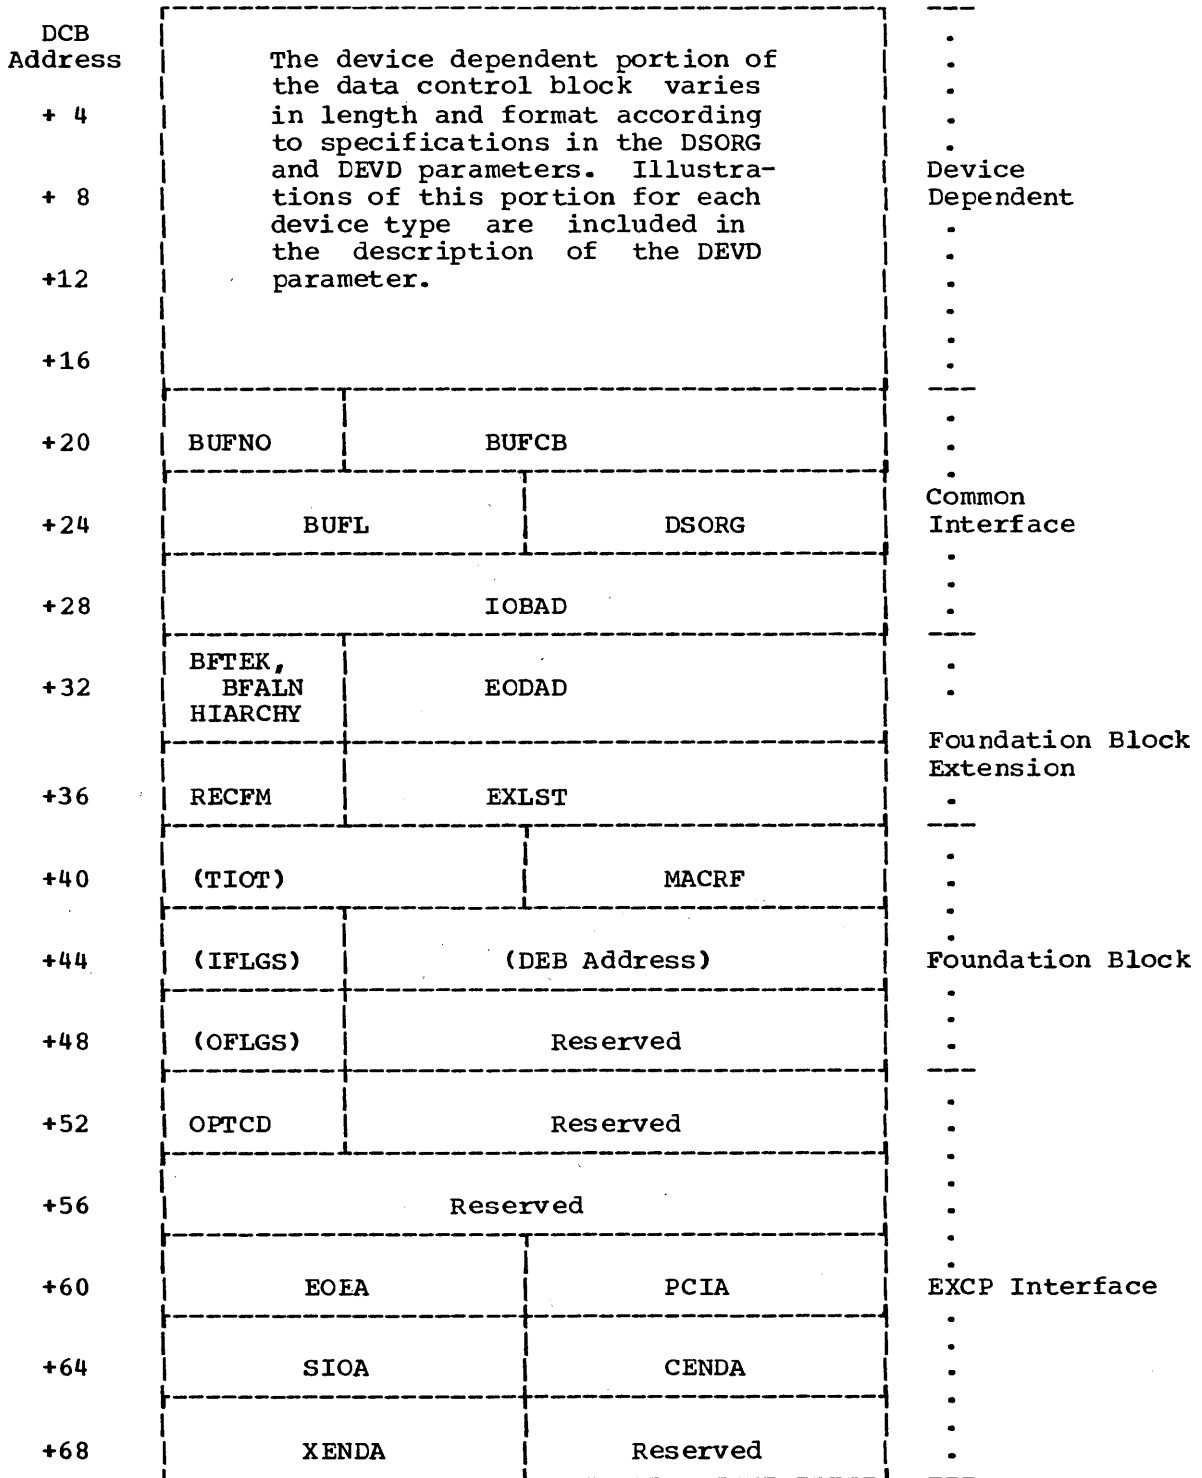 DCB
Address
The device dependent portion of
the data control block varies
+ 4 in length and format according
to specifications in the DSORG
and DEVD parameters. Illustra- Device
+ 8 tions of this portion for each Dependent
device type are included in
the description of the DEVD
+12 parameter.
+16
+20 BUFNO BUFCB
Common
+24 BUFL DSORG Interface
+28 IOBAD
BFTEK,
+32 BFALN EODAD
HIARCHY
Foundation Block
Extension
+36 RECFM EXLST
+40 (TIOT) MACRF
+44 (IFLGS) (DEB Address) Foundation Block
+48 (OFLGS) Reserved
+52 OPTCD Reserved
+56 Reserved
+60 EOEA PCIA EXCP Interface
+64 SIOA CENDA
+68 XENDA Reserved